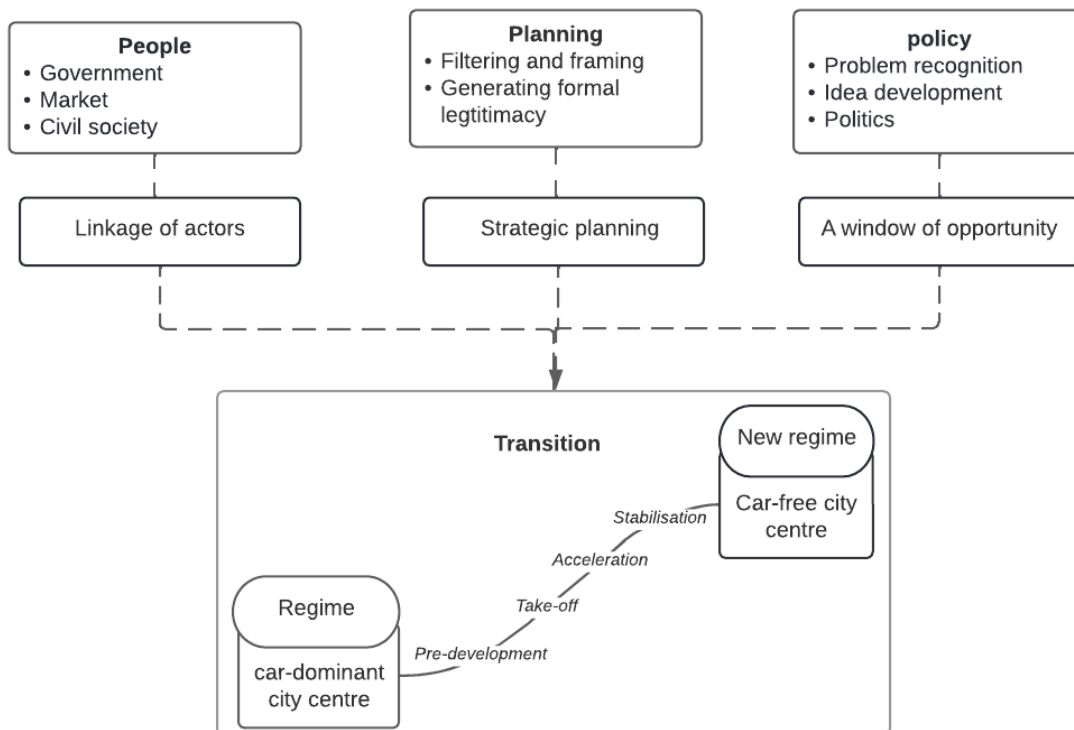 People
• Government
• Market
• Civil society
Planning
• Filtering and framing
• Generating formal
legtitimacy
policy
• Problem recognition
• Idea development
• Politics
Linkage of actors
Strategic planning
A window of opportunity
Transition
New regime
Car-free city
centre
Stabilisation
Acceleration
Take-off
Pre-development
Regime
car-dominant
city centre